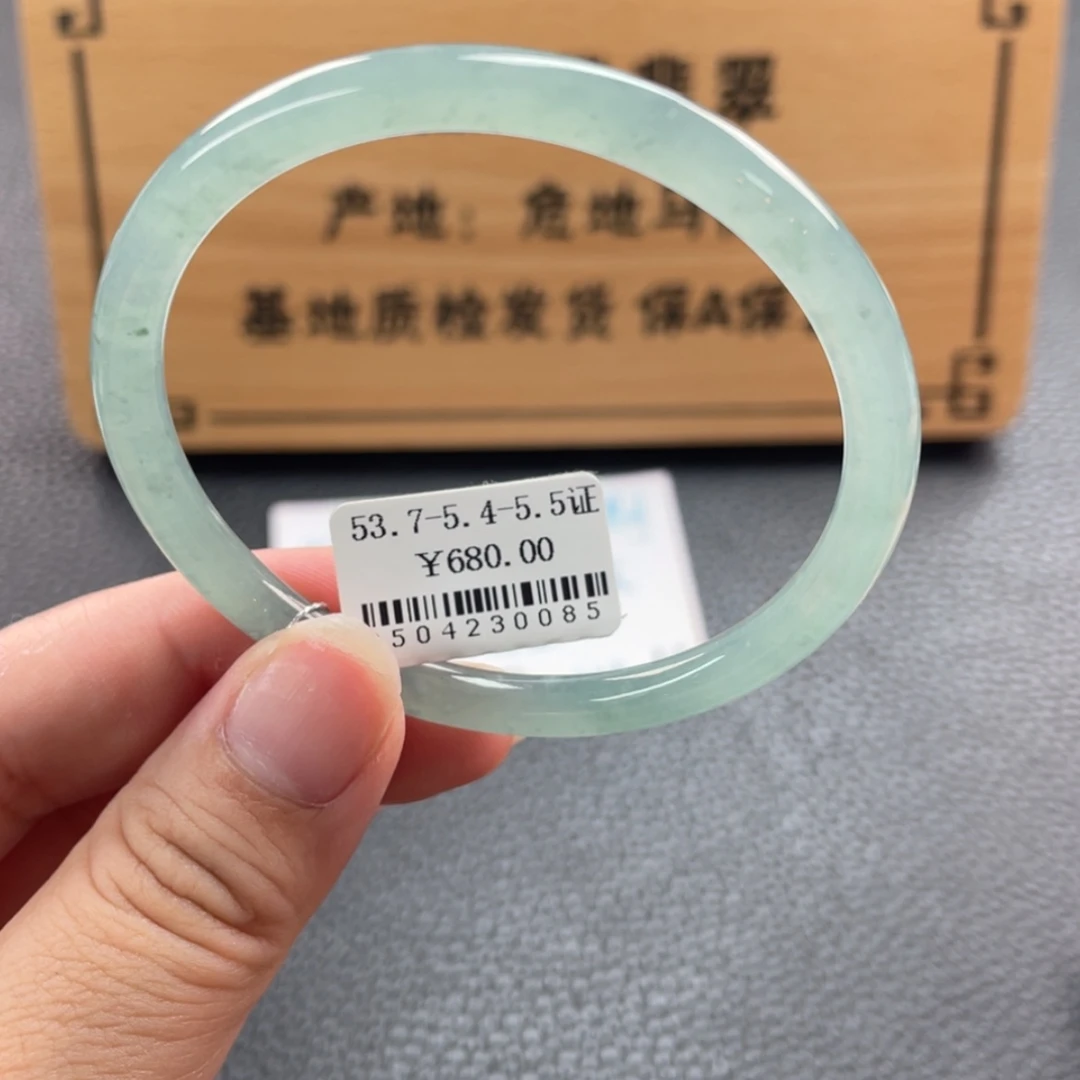 翡翠
产地：危地马
基地质检发货 保A保
53.7-5.4-5.5证
¥680.00
504230085